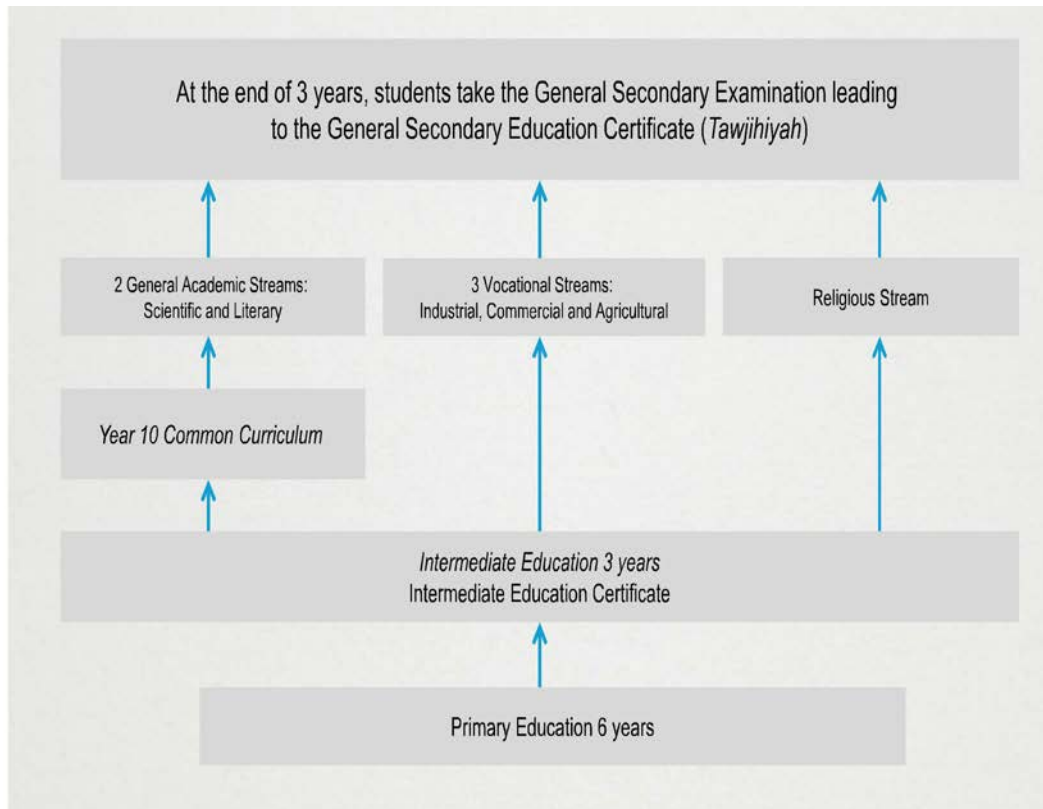 At the end of 3 years, students take the General Secondary Examination leading
to the General Secondary Education Certificate (Tawjihiyah)
2 General Academic Streams:
Scientific and Literary
3 Vocational Streams:
Industrial, Commercial and Agricultural
Religious Stream
Year 10 Common Curriculum
Intermediate Education 3 years
Intermediate Education Certificate
Primary Education 6 years